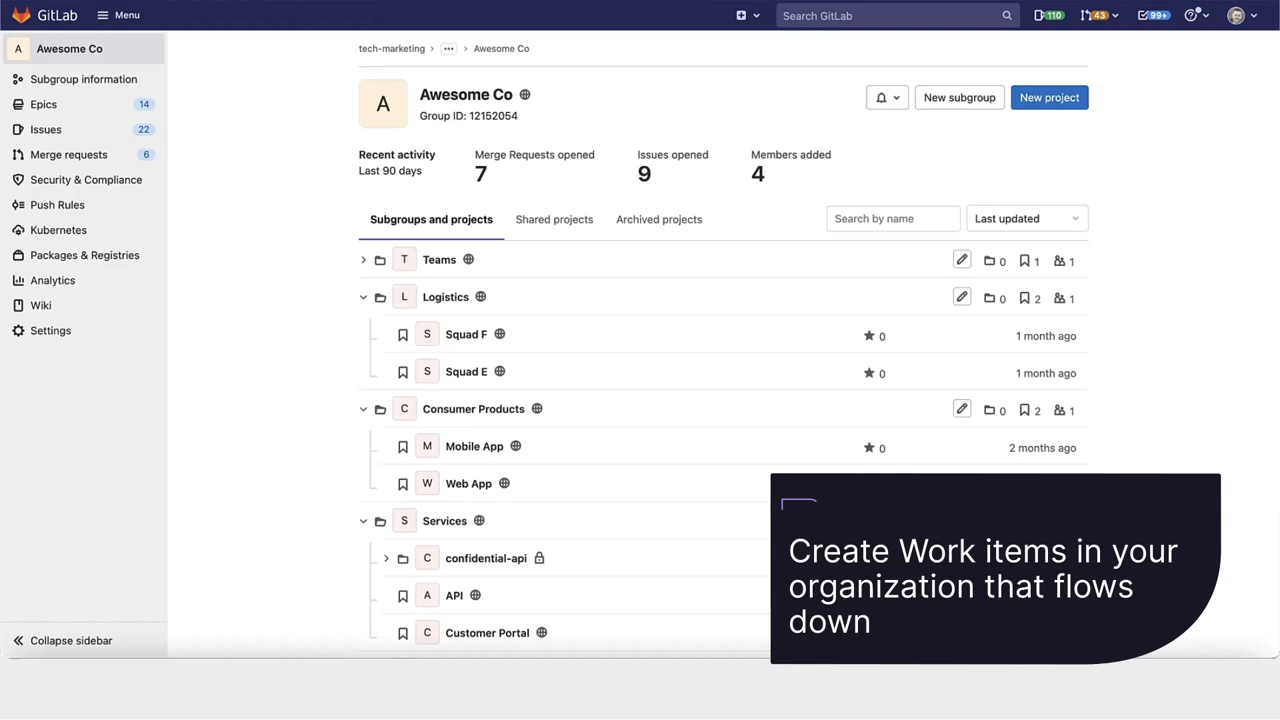 GitLab
Menu
Search GitLab
110
43
99+
A
Awesome Co
Subgroup information
Epics 14
Issues 22
Merge requests 6
Security & Compliance
Push Rules
Kubernetes
Packages & Registries
Analytics
Wiki
Settings
Collapse sidebar
tech-marketing > ••• > Awesome Co
A
Awesome Co
Group ID: 12152054
New subgroup
New project
Recent activity
Last 90 days
Merge Requests opened
7
Issues opened
9
Members added
4
Subgroups and projects
Shared projects
Archived projects
Search by name
Last updated
T Teams 0 1 1
L Logistics 0 2 1
S Squad F 0 1 month ago
S Squad E 0 1 month ago
C Consumer Products 0 2 1
M Mobile App 0 2 months ago
W Web App
S Services
C confidential-api
A API
C Customer Portal
Create Work items in your
organization that flows
down